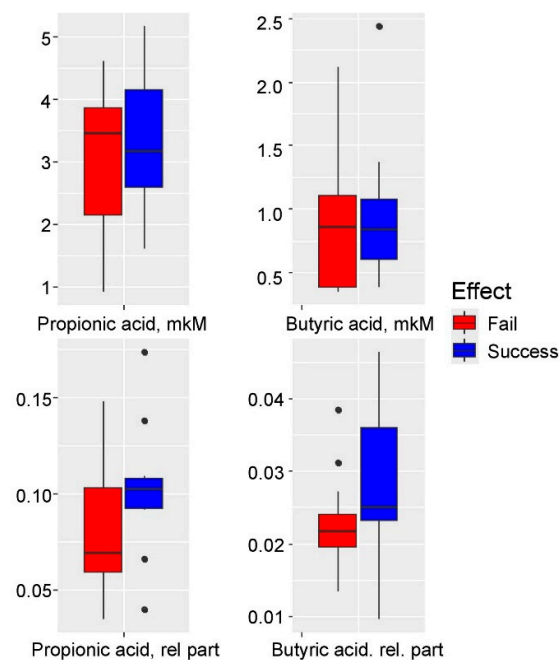 5
4
3
2
1
Propionic acid, mkM
2.5
2.0
1.5
1.0
0.5
Butyric acid, mkM
Effect
Fail
Success
0.15
0.10
0.05
Propionic acid, rel part
0.04
0.03
0.02
0.01
Butyric acid. rel. part